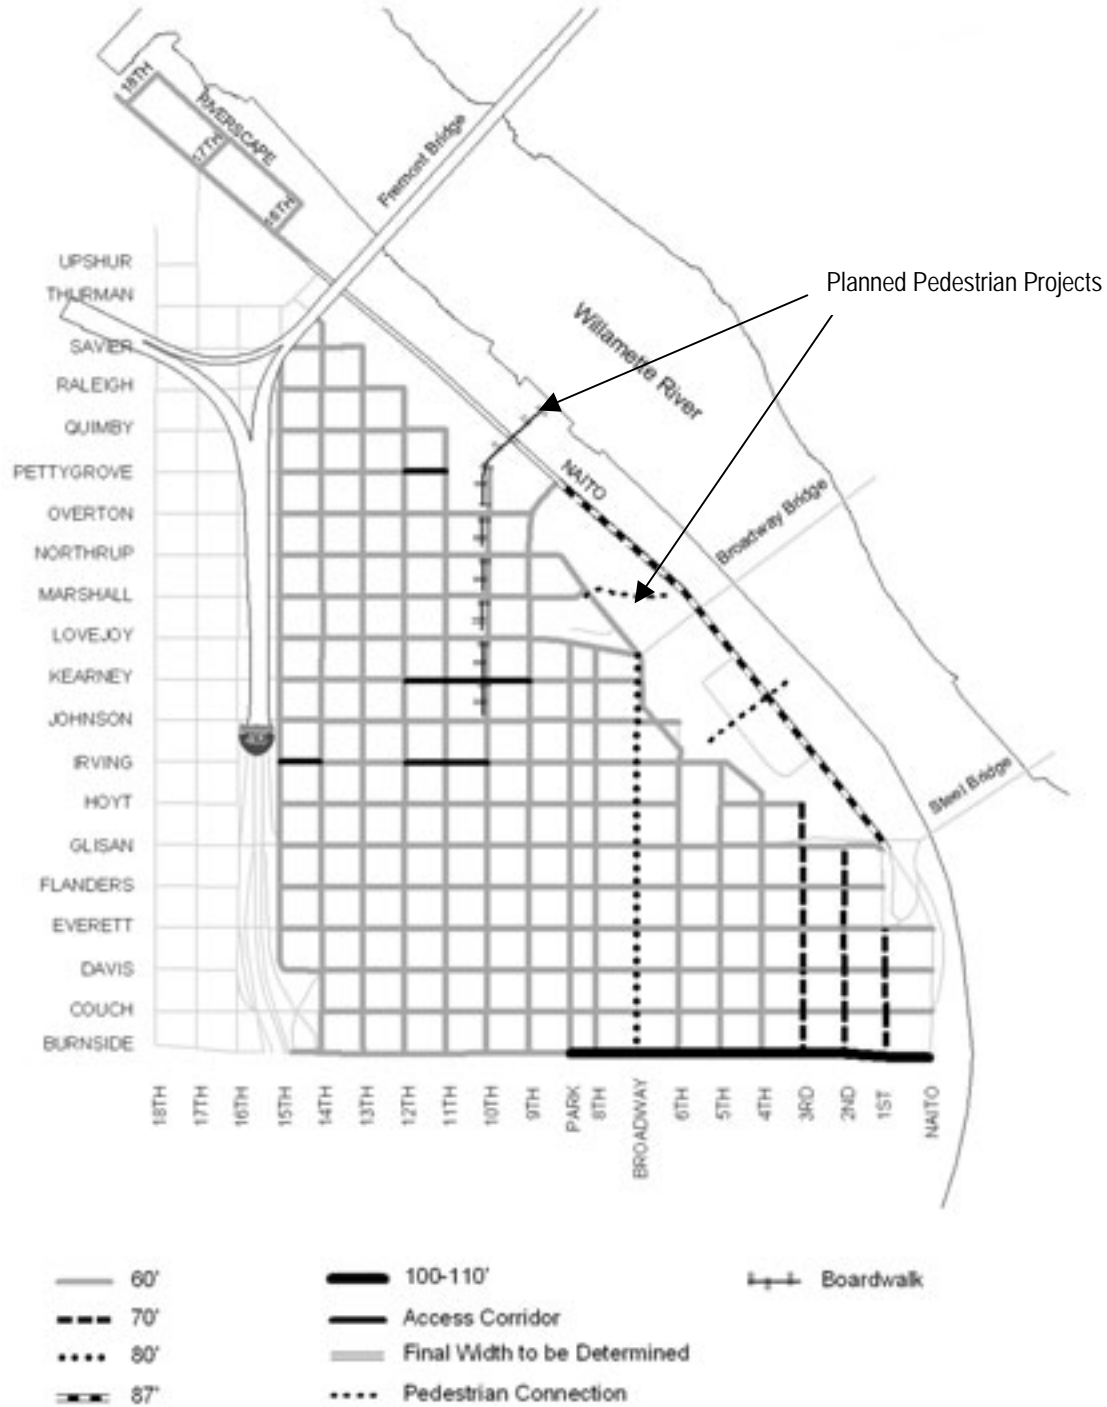 18TH
RIVERSCAPE
17TH
16TH
Fremont Bridge
UPSHUR
THURMAN
SAVIER
RALEIGH
QUIMBY
PETTYGROVE
OVERTON
NORTHRUP
MARSHALL
LOVEJOY
KEARNEY
JOHNSON
IRVING
HOYT
GLISAN
FLANDERS
EVERETT
DAVIS
COUCH
BURNSIDE
Planned Pedestrian Projects
Willamette River
NAITO
Broadway Bridge
Steel Bridge
18TH
17TH
16TH
15TH
14TH
13TH
12TH
11TH
10TH
9TH
PARK
8TH
BROADWAY
6TH
5TH
4TH
3RD
2ND
1ST
NAITO
60'
70'
80'
87'
100-110'
Access Corridor
Final Width to be Determined
Pedestrian Connection
Boardwalk